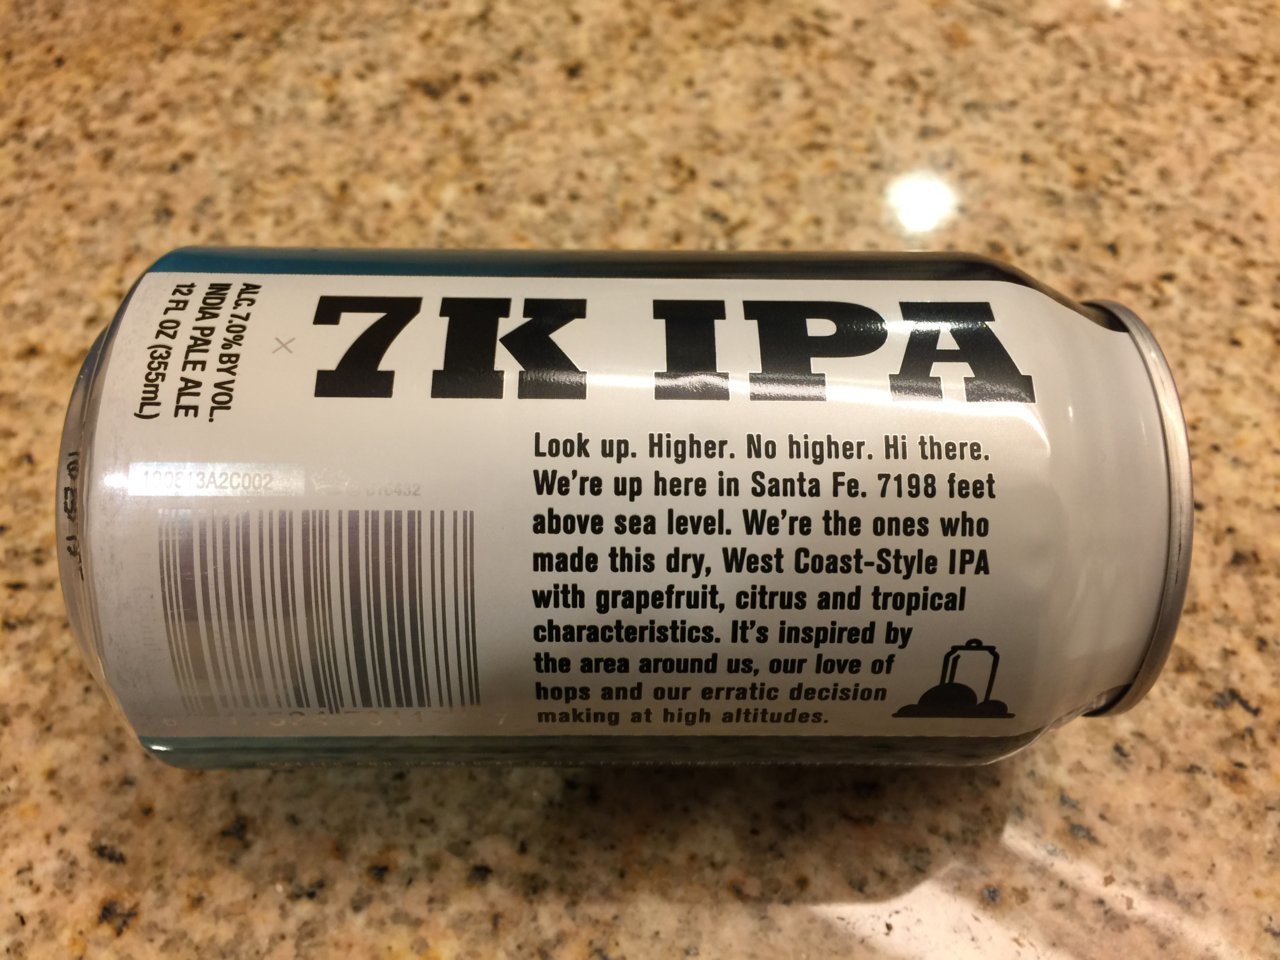 7K IPA
Look up. Higher. No higher. Hi there.
We're up here in Santa Fe. 7198 feet
above sea level. We're the ones who
made this dry, West Coast-Style IPA
with grapefruit, citrus and tropical
characteristics. It's inspired by
the area around us, our love of
hops and our erratic decision
making at high altitudes.
ALC. 7.0% BY VOL.
INDIA PALE ALE
12 FL OZ (355mL)